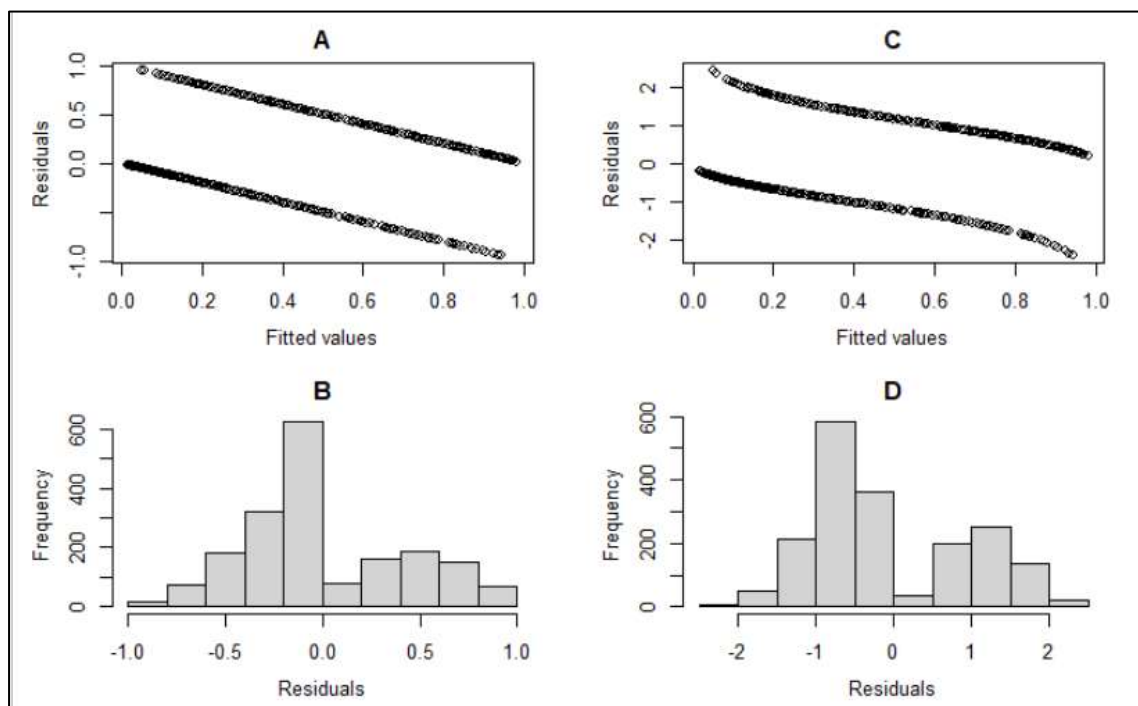 A
Residuals
1.0
0.5
0.0
-1.0
0.0 0.2 0.4 0.6 0.8 1.0
Fitted values
C
Residuals
2
1
0
-1
-2
0.0 0.2 0.4 0.6 0.8 1.0
Fitted values
B
Frequency
600
400
200
0
-1.0 -0.5 0.0 0.5 1.0
Residuals
D
Frequency
600
400
200
0
-2 -1 0 1 2
Residuals